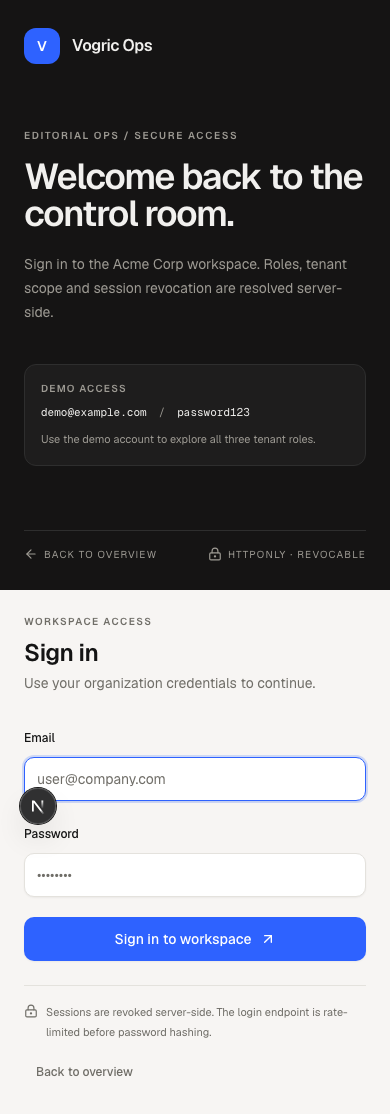 V
Vogric Ops
EDITORIAL OPS / SECURE ACCESS
Welcome back to the
control room.
Sign in to the Acme Corp workspace. Roles, tenant
scope and session revocation are resolved server-
side.
DEMO ACCESS
demo@example.com / password123
Use the demo account to explore all three tenant roles.
BACK TO OVERVIEW
HTTPONLY · REVOCABLE
WORKSPACE ACCESS
Sign in
Use your organization credentials to continue.
Email
user@company.com
N
Password
••••••••
Sign in to workspace
Sessions are revoked server-side. The login endpoint is rate-
limited before password hashing.
Back to overview